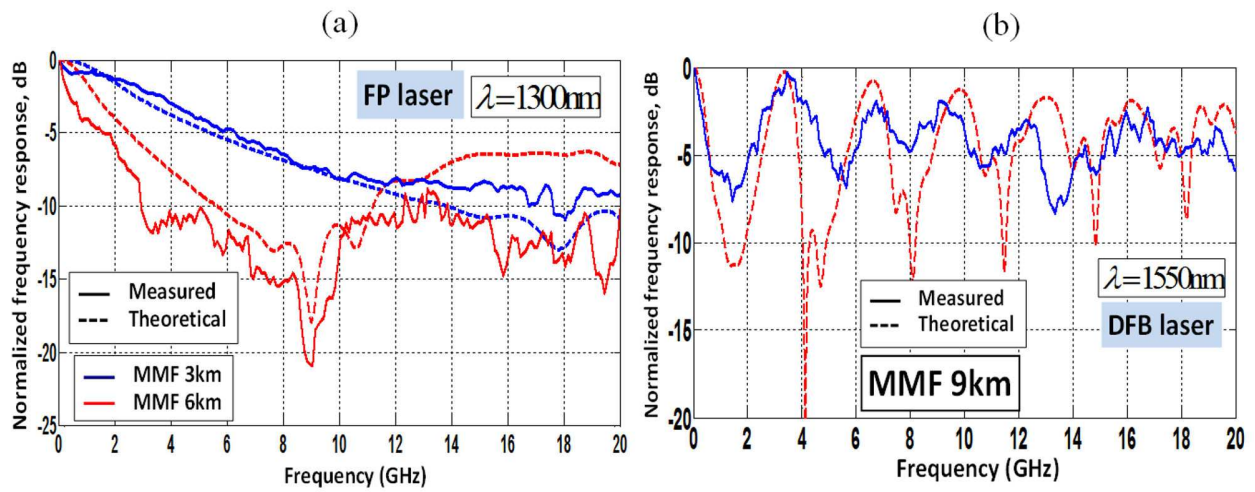 (a)
Normalized frequency response, dB
0
-5
-10
-15
-20
-25
0 2 4 6 8 10 12 14 16 18 20
Frequency (GHz)
FP laser
λ=1300nm
Measured
Theoretical
MMF 3km
MMF 6km
(b)
Normalized frequency response, dB
0
-5
-10
-15
-20
0 2 4 6 8 10 12 14 16 18 20
Frequency (GHz)
λ=1550nm
DFB laser
Measured
Theoretical
MMF 9km